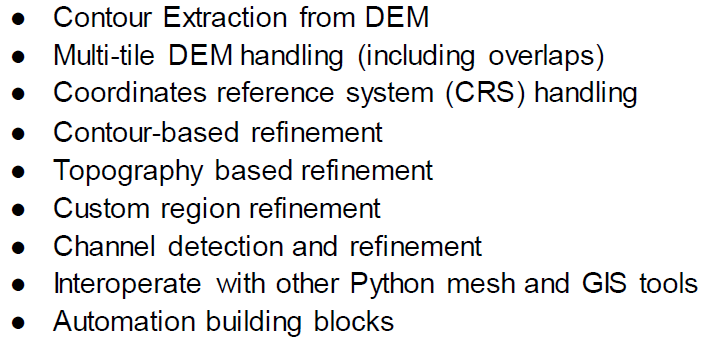 ● Contour Extraction from DEM
● Multi-tile DEM handling (including overlaps)
● Coordinates reference system (CRS) handling
● Contour-based refinement
● Topography based refinement
● Custom region refinement
● Channel detection and refinement
● Interoperate with other Python mesh and GIS tools
● Automation building blocks